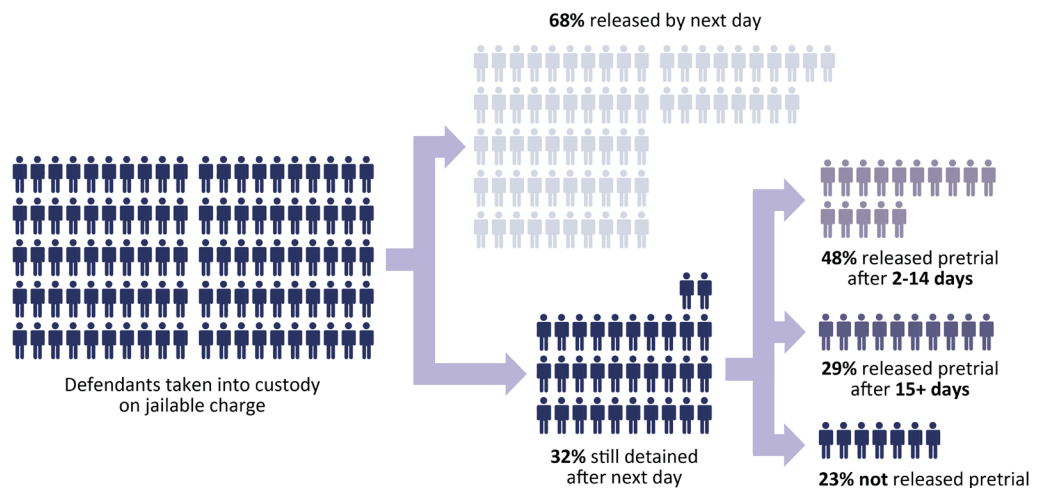 68% released by next day
Defendants taken into custody
on jailable charge
32% still detained
after next day
48% released pretrial
after 2-14 days
29% released pretrial
after 15+ days
23% not released pretrial